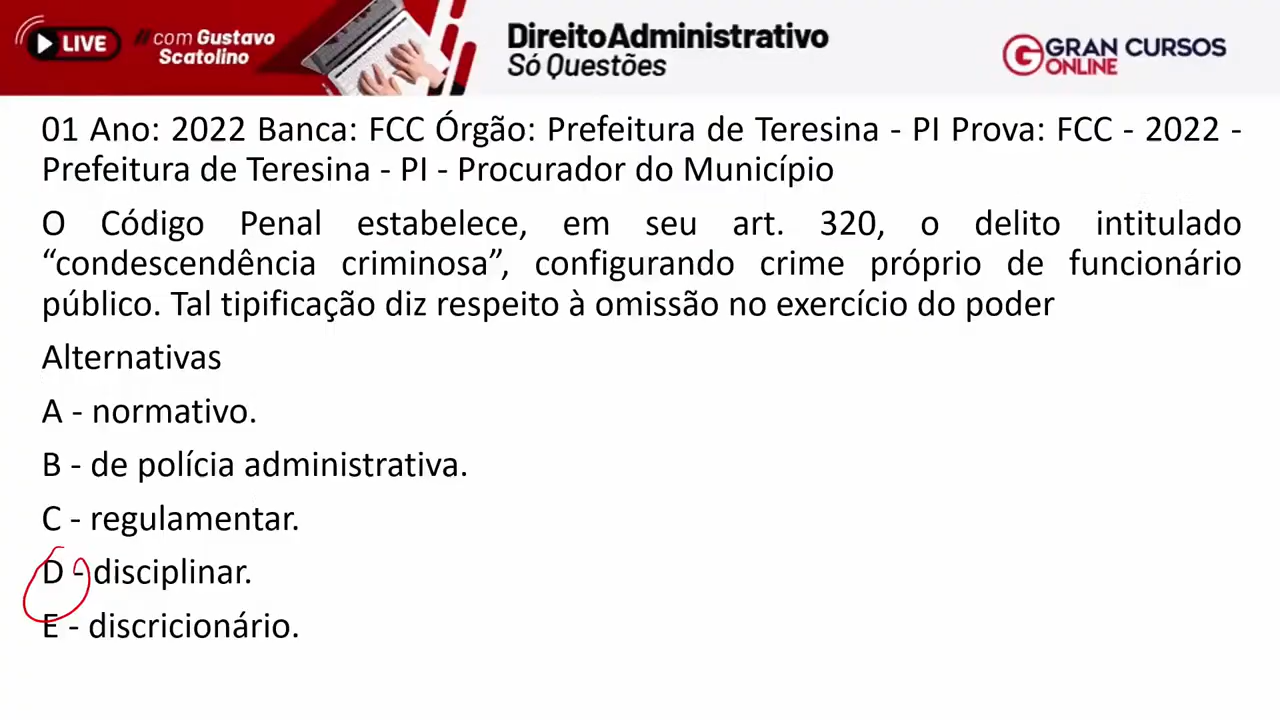 LIVE
com Gustavo
Scatolino
DireitoAdministrativo
Só Questões
GRAN CURSOS
ONLINE
01 Ano: 2022 Banca: FCC Órgão: Prefeitura de Teresina - PI Prova: FCC - 2022 -
Prefeitura de Teresina - PI - Procurador do Município
O Código Penal estabelece, em seu art. 320, o delito intitulado
“condescendência criminosa”, configurando crime próprio de funcionário
público. Tal tipificação diz respeito à omissão no exercício do poder
Alternativas
A - normativo.
B - de polícia administrativa.
C - regulamentar.
D - disciplinar.
E - discricionário.